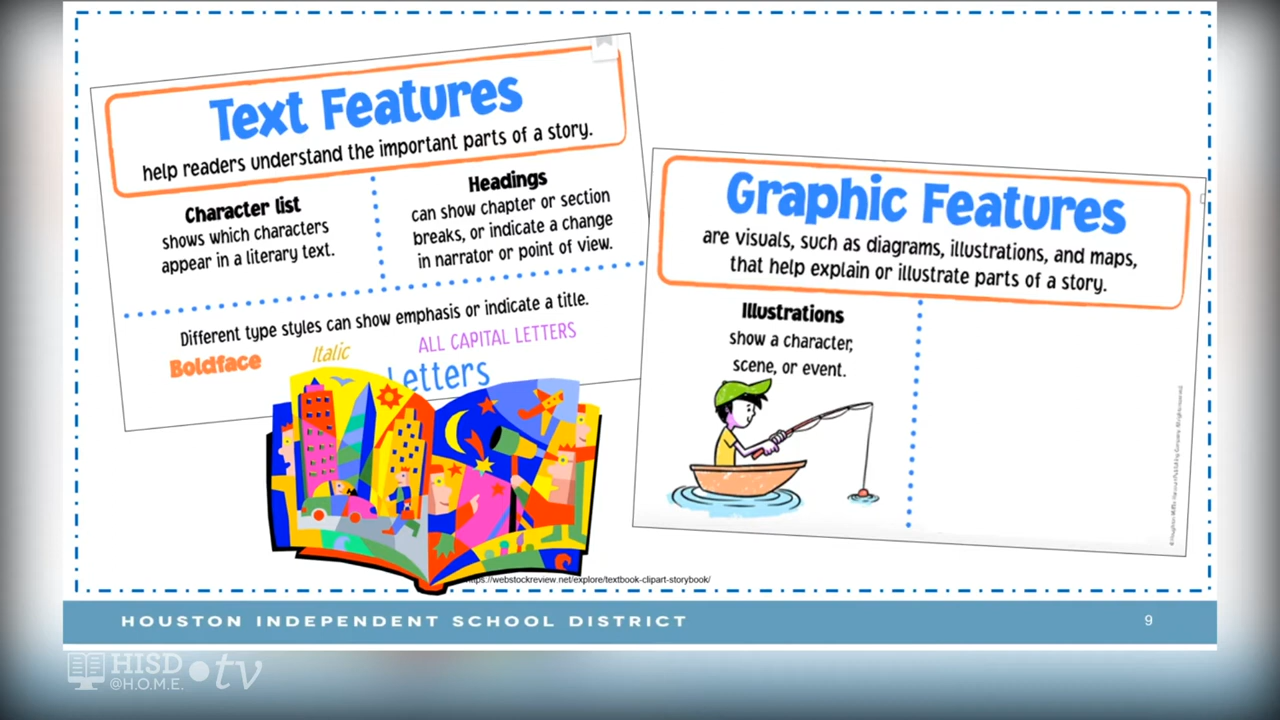 Text Features
help readers understand the important parts of a story.
Character list
shows which characters
appear in a literary text.
Headings
can show chapter or section
breaks, or indicate a change
in narrator or point of view.
Different type styles can show emphasis or indicate a title.
Boldface
Italic
ALL CAPITAL LETTERS
Letters
Graphic Features
are visuals, such as diagrams, illustrations, and maps,
that help explain or illustrate parts of a story.
Illustrations
show a character,
scene, or event.
https://webstockreview.net/explore/textbook-clipart-storybook/
HOUSTON INDEPENDENT SCHOOL DISTRICT
9
HISD
@H.O.M.E.
tv